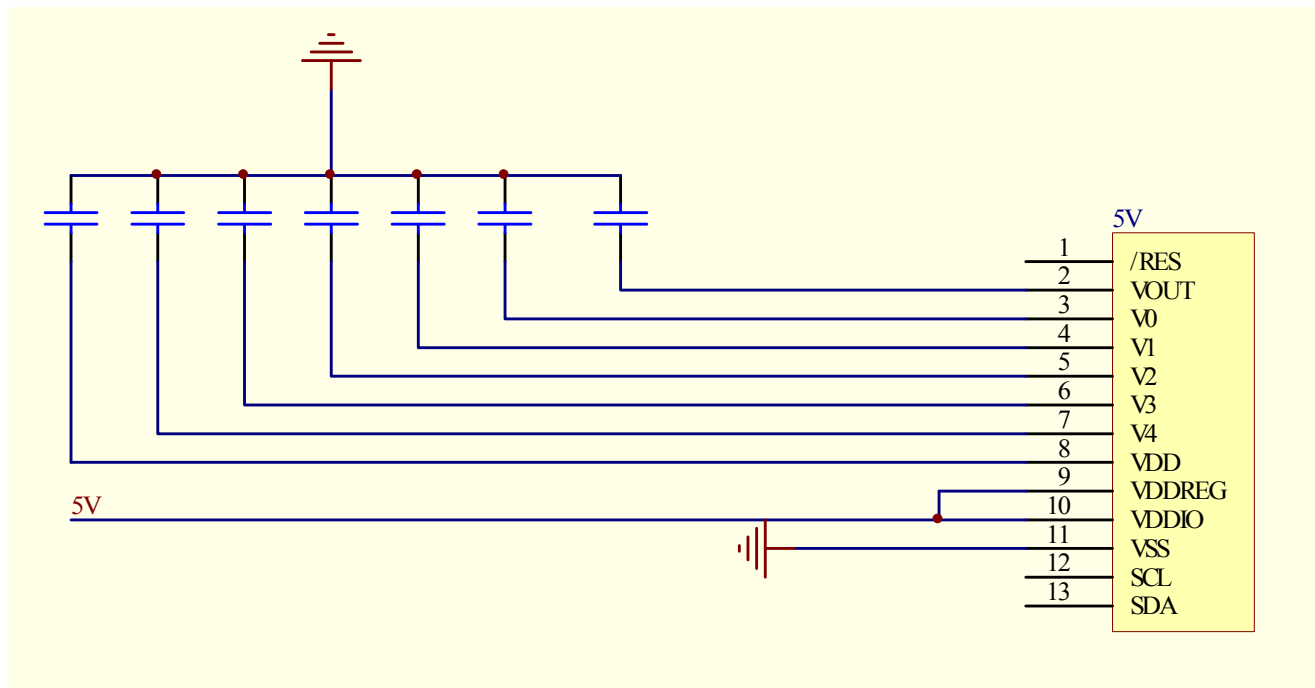 5V
1 /RES
2 VOUT
3 V0
4 V1
5 V2
6 V3
7 V4
8 VDD
9 VDDREG
5V
10 VDDIO
11 VSS
12 SCL
13 SDA